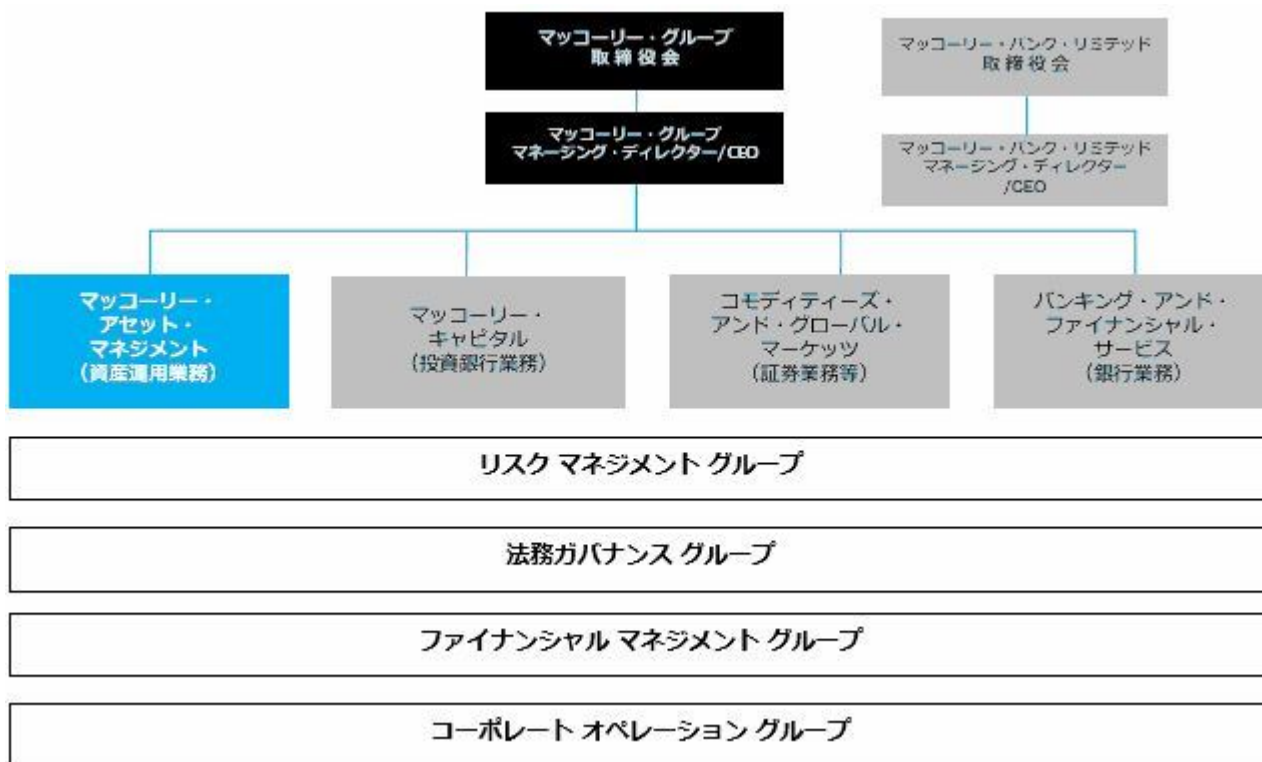 マッコーリー・グループ
取締役会
マッコーリー・バンク・リミテッド
取締役会
マッコーリー・グループ
マネージング・ディレクター/CEO
マッコーリー・バンク・リミテッド
マネージング・ディレクター
/CEO
マッコーリー・
アセット・
マネジメント
(資産運用業務)
マッコーリー・
キャピタル
(投資銀行業務)
コモディティーズ・
アンド・グローバル・
マーケッツ
(証券業務等)
バンキング・アンド・
ファイナンシャル・
サービス
(銀行業務)
リスク マネジメント グループ
法務ガバナンス グループ
ファイナンシャル マネジメント グループ
コーポレート オペレーション グループ